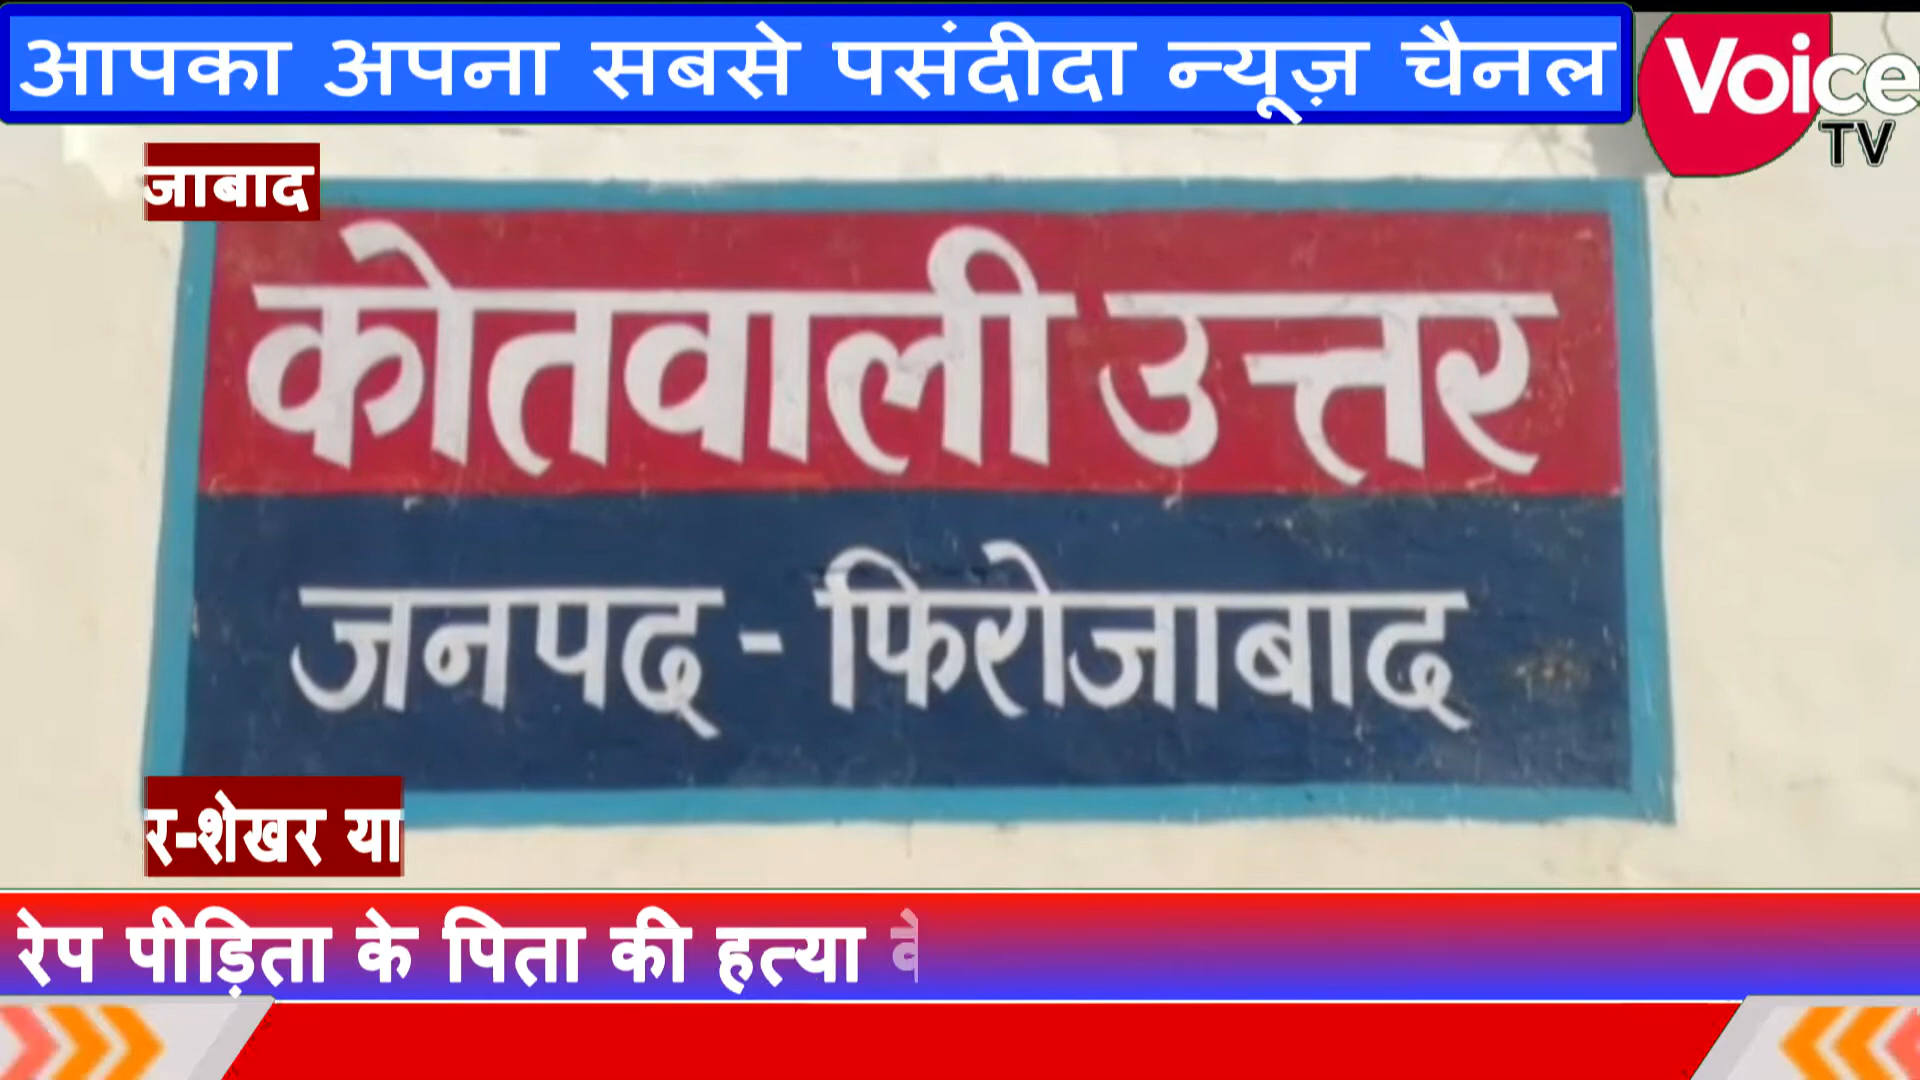 आपका अपना सबसे पसंदीदा न्यूज़ चैनल
Voice
TV
जाबाद
कोतवाली उत्तर
जनपद - फिरोजाबाद
र-शेखर या
रेप पीड़िता के पिता की हत्या